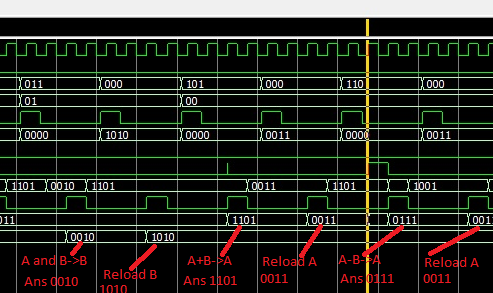 011 000 101 000 110 000
01 00
0000 1010 0000 0011 0000 0011
1101 0010 1101 0011 1101 1001
011 1101 0011 0111 0011
0010 1010
A and B->B Reload B A+B->A Reload A A-B->A Reload A
Ans 0010 1010 Ans 1101 0011 Ans 0111 0011